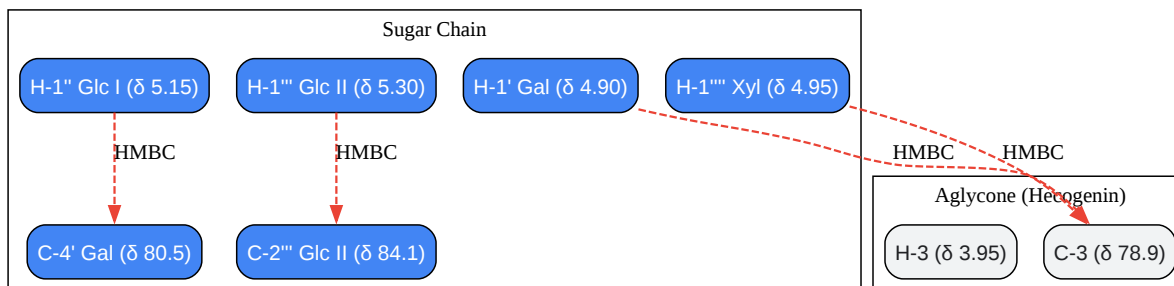 Sugar Chain
H-1'' Glc I (δ 5.15)
H-1''' Glc II (δ 5.30)
H-1' Gal (δ 4.90)
H-1'''' Xyl (δ 4.95)
HMBC
HMBC
HMBC
HMBC
Aglycone (Hecogenin)
C-4' Gal (δ 80.5)
C-2''' Glc II (δ 84.1)
H-3 (δ 3.95)
C-3 (δ 78.9)